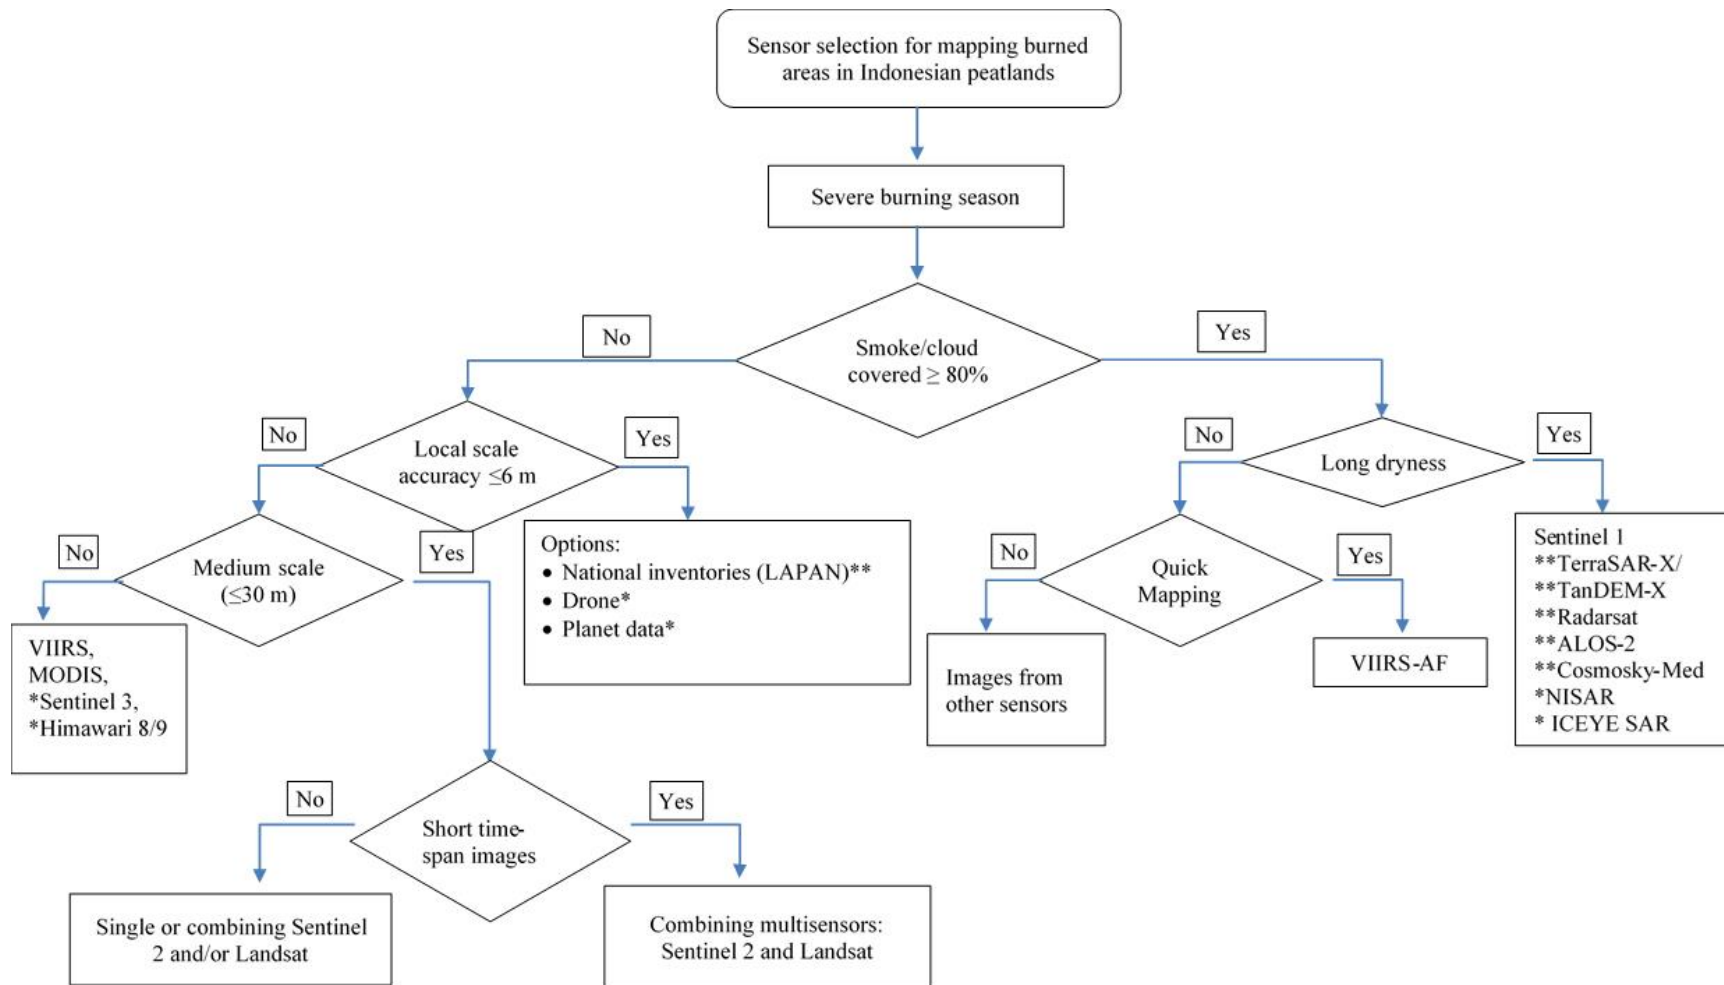 Sensor selection for mapping burned
areas in Indonesian peatlands
Severe burning season
Smoke/cloud
covered ≥ 80%
No
Yes
Local scale
accuracy ≤6 m
No
Yes
Long dryness
No
Yes
Medium scale
(≤30 m)
No
Yes
Options:
• National inventories (LAPAN)**
• Drone*
• Planet data*
Quick
Mapping
No
Yes
Sentinel 1
**TerraSAR-X/
**TanDEM-X
**Radarsat
**ALOS-2
**Cosmosky-Med
*NISAR
* ICEYE SAR
VIIRS,
MODIS,
*Sentinel 3,
*Himawari 8/9
Images from
other sensors
VIIRS-AF
Short time-
span images
No
Yes
Single or combining Sentinel
2 and/or Landsat
Combining multisensors:
Sentinel 2 and Landsat